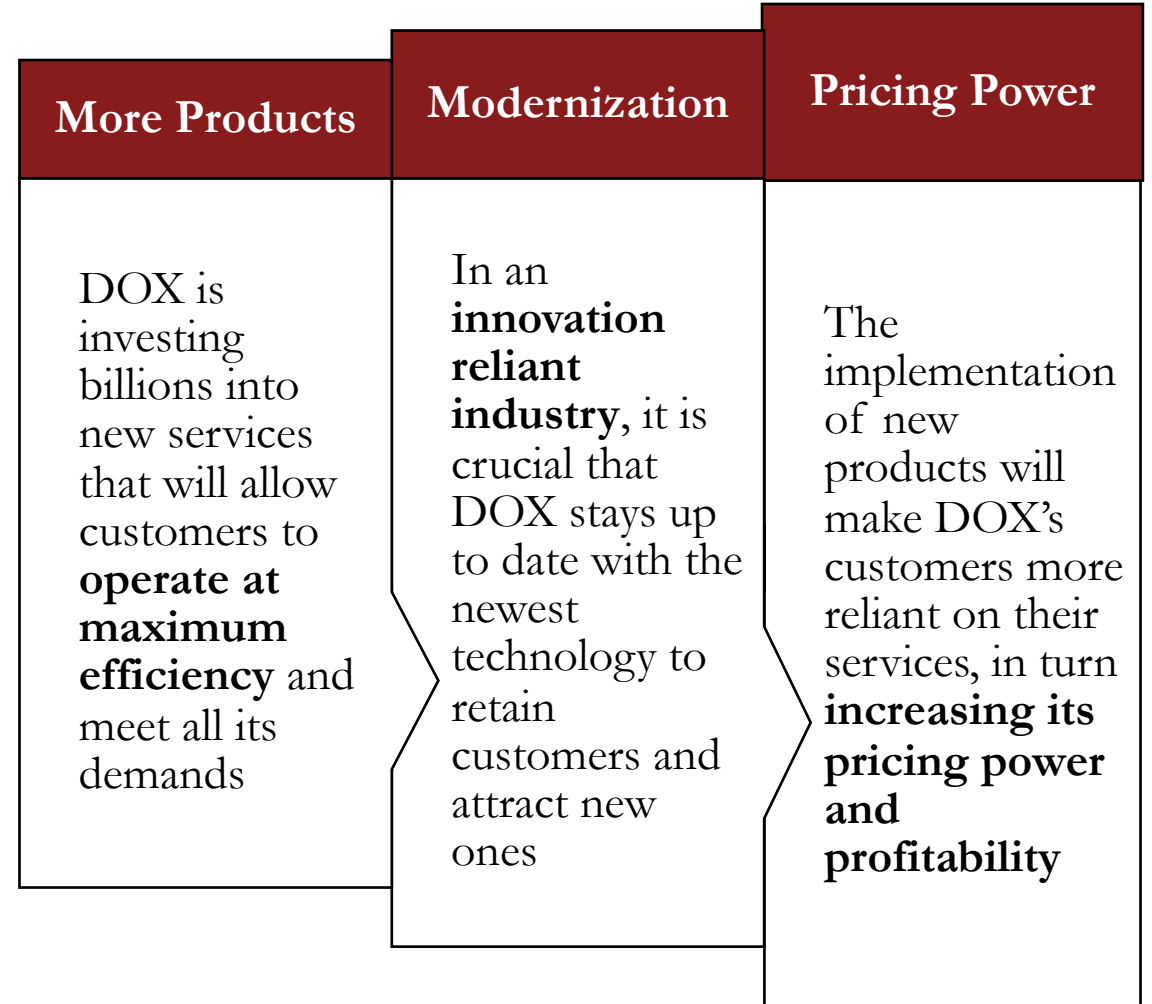 More Products
DOX is
investing
billions into
new services
that will allow
customers to
operate at
maximum
efficiency and
meet all its
demands
Modernization
In an
innovation
reliant
industry, it is
crucial that
DOX stays up
to date with the
newest
technology to
retain
customers and
attract new
ones
Pricing Power
The
implementation
of new
products will
make DOX’s
customers more
reliant on their
services, in turn
increasing its
pricing power
and
profitability